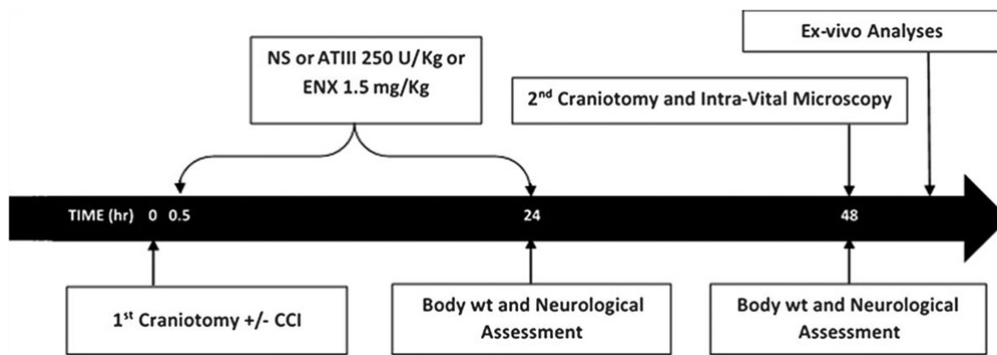 Ex-vivo Analyses
NS or ATIII 250 U/Kg or
ENX 1.5 mg/Kg
2nd Craniotomy and Intra-Vital Microscopy
TIME (hr) 0 0.5 24 48
1st Craniotomy +/- CCI
Body wt and Neurological
Assessment
Body wt and Neurological
Assessment